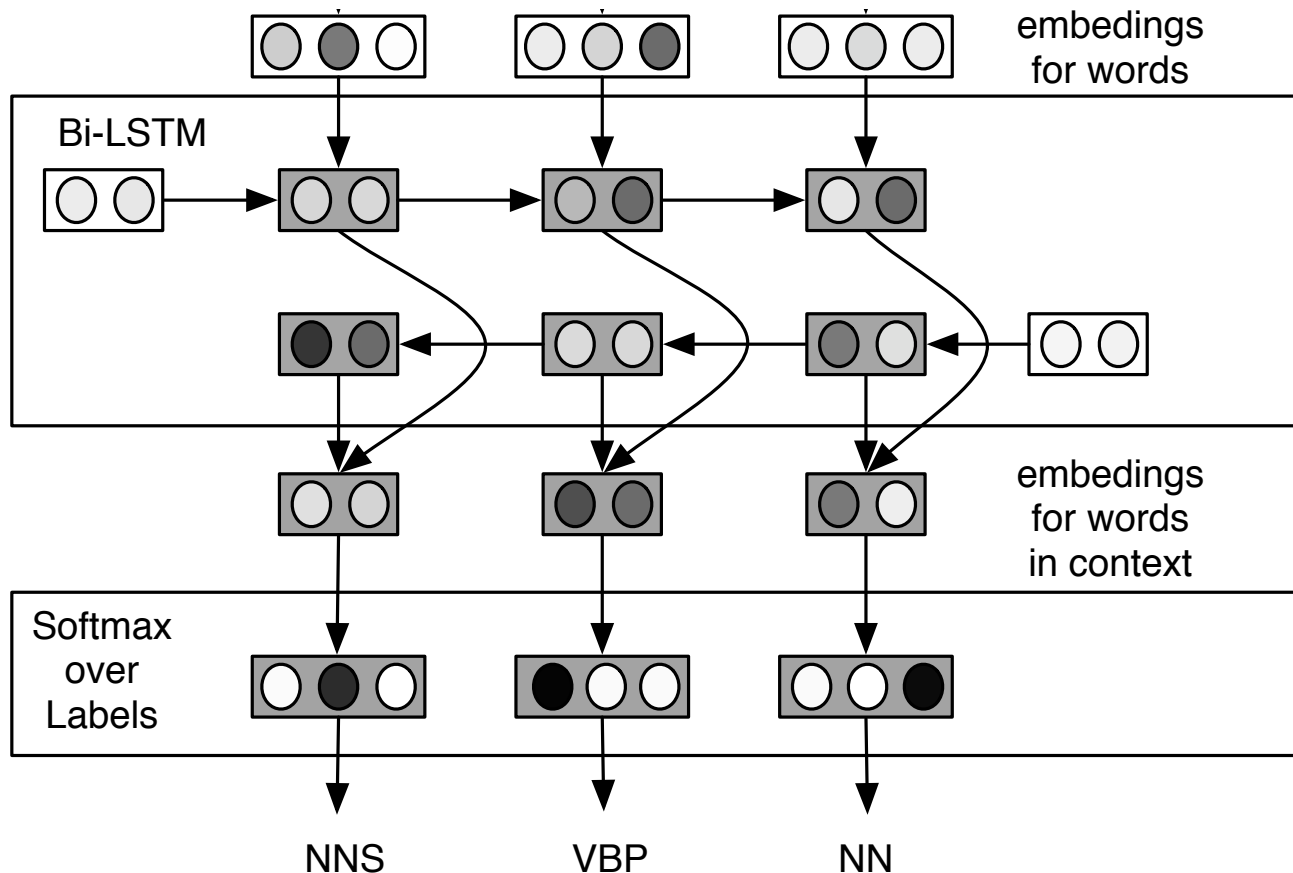 embedings
for words
Bi-LSTM
embedings
for words
in context
Softmax
over
Labels
NNS
VBP
NN